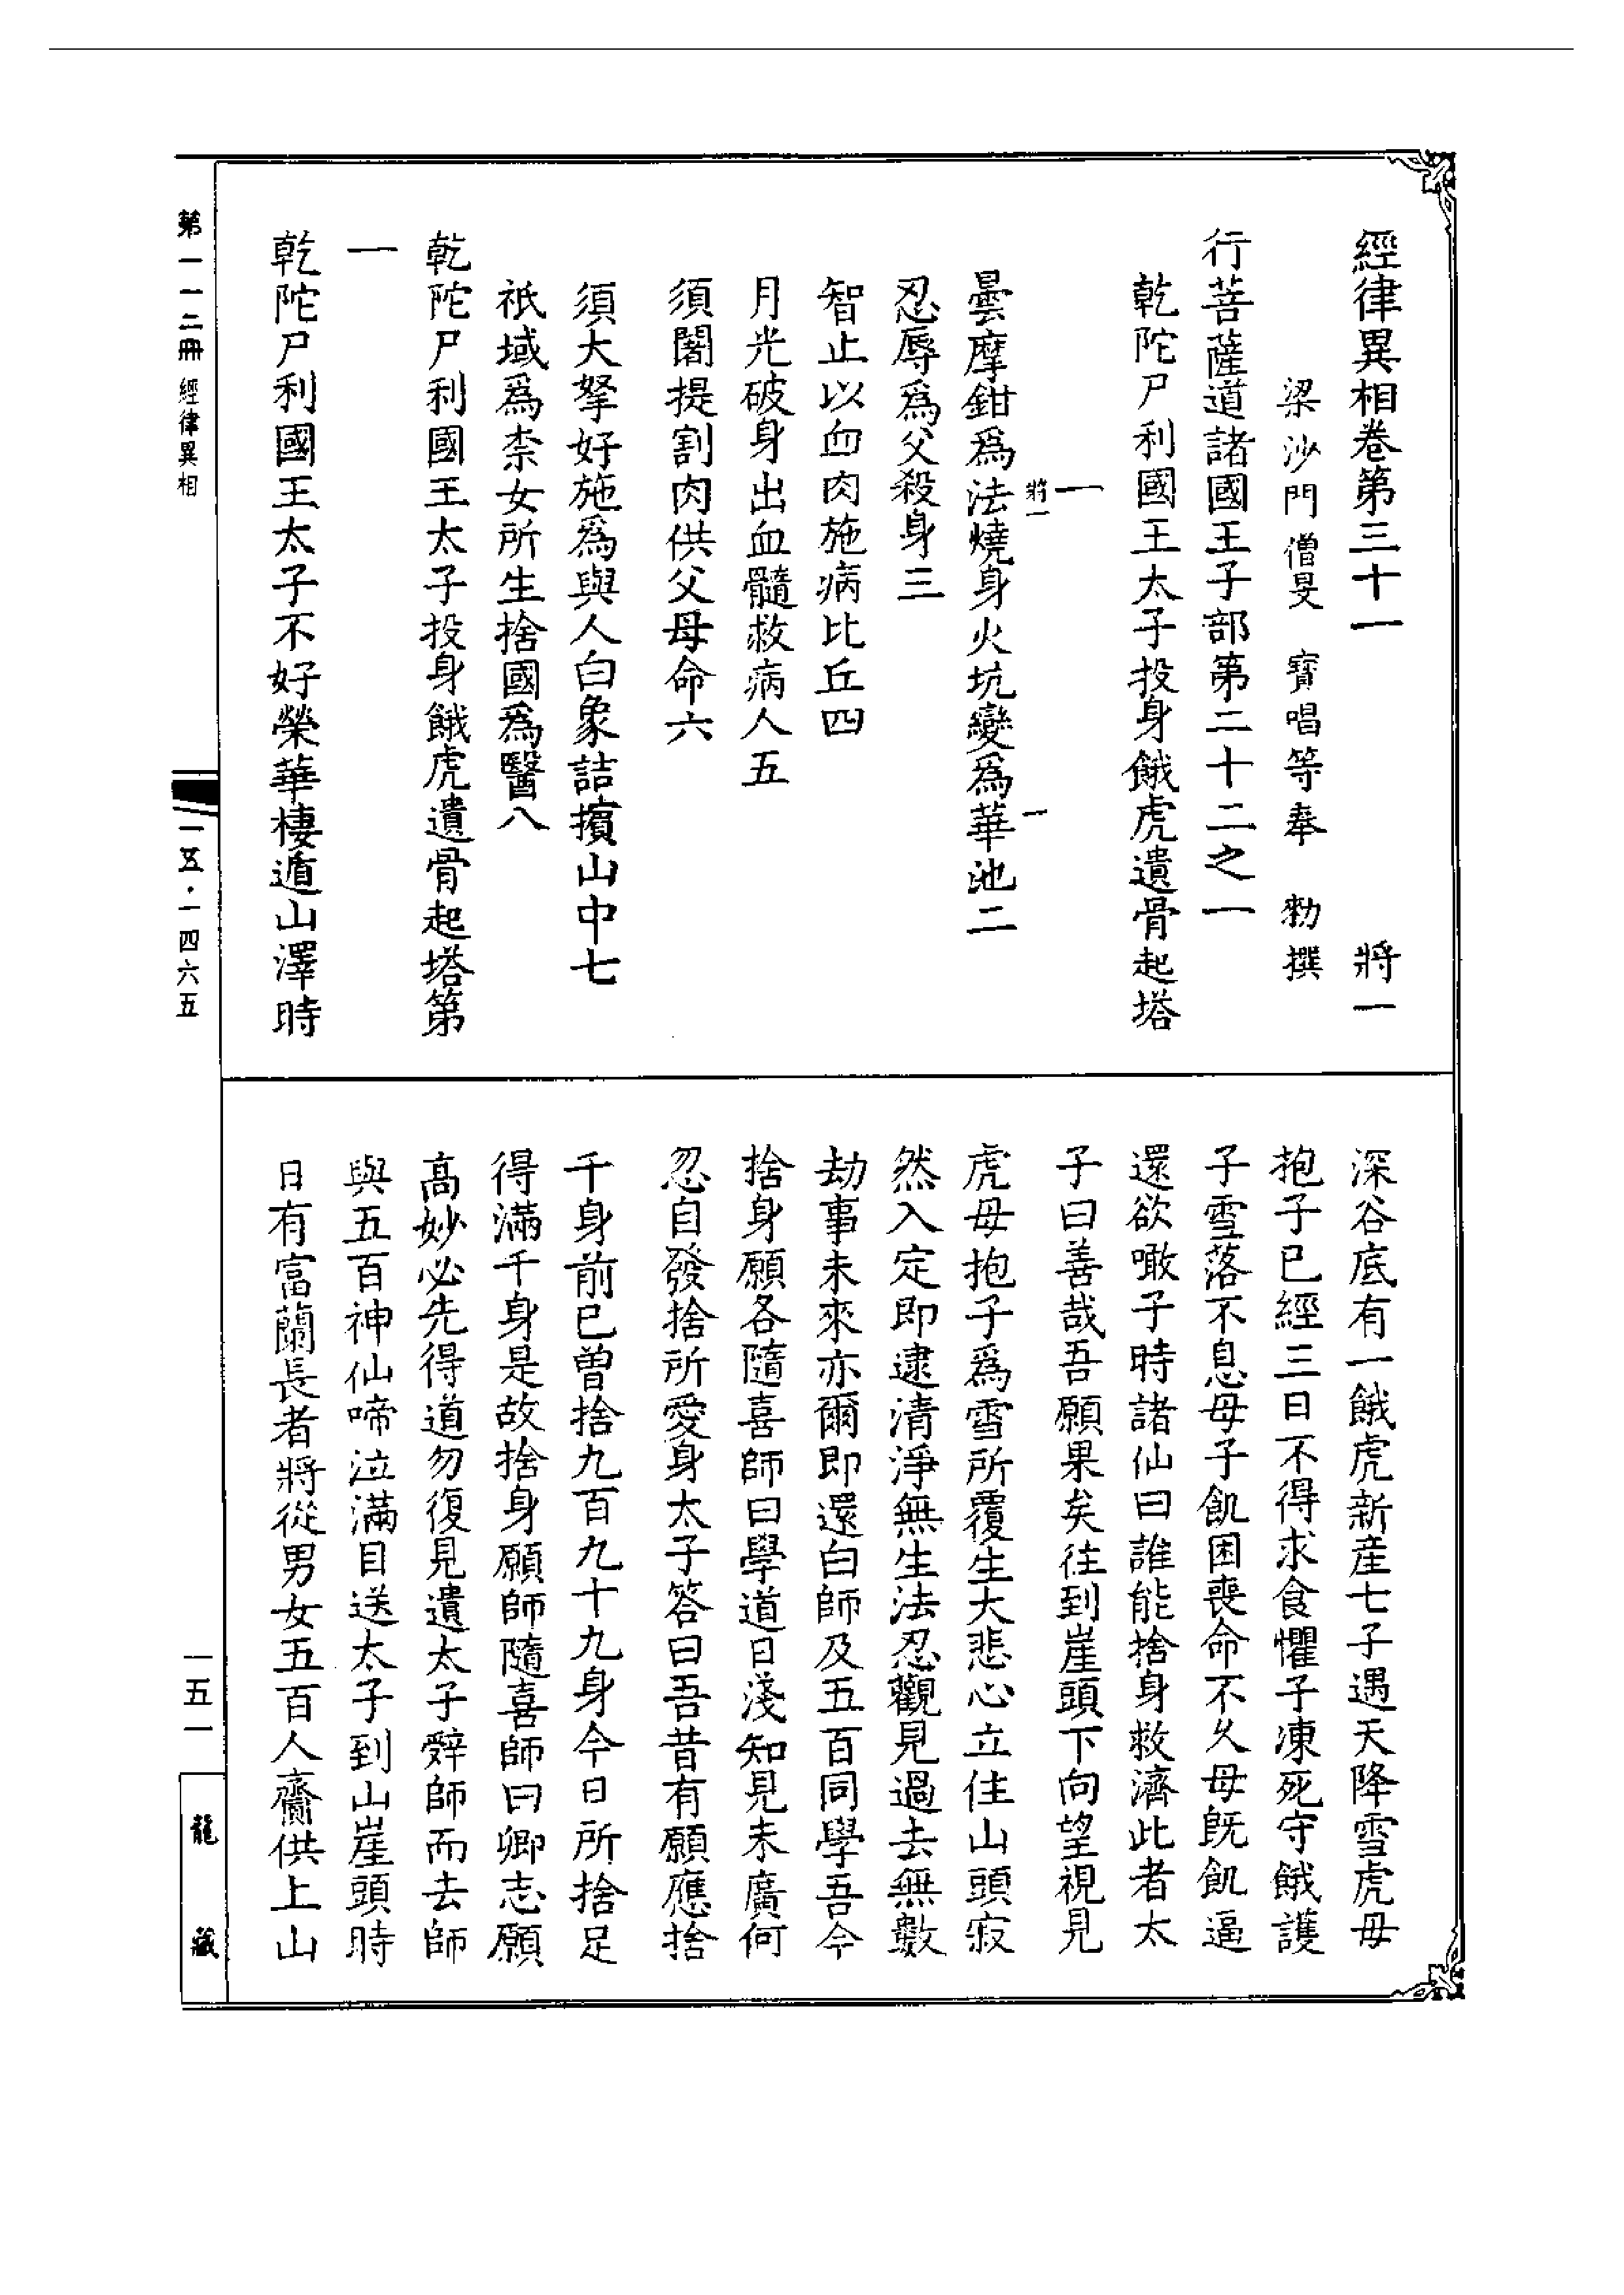 經律異相卷第三十一　將一
梁沙門僧旻　寶唱等奉　勑撰
行菩薩道諸國王子部第二十二之一
乾陀尸利國王太子投身餓虎遺骨起塔
一
將一　一
曇摩鉗爲法燒身火坑變爲華池二
忍辱爲父殺身三
智止以血肉施病比丘四
月光破身出血髓救病人五
須闍提割肉供父母命六
須大拏好施爲與人白象詰擯山中七
祇域爲柰女所生捨國爲醫八
乾陀尸利國王太子投身餓虎遺骨起塔第
一
乾陀尸利國王太子不好榮華棲遁山澤時
深谷底有一餓虎新產七子遇天降雪虎母
抱子已經三日不得求食懼子凍死守餓護
子雪落不息母子飢困喪命不久母旣飢逼
還欲噉子時諸仙曰誰能捨身救濟此者太
子曰善哉吾願果矣往到崖頭下向望視見
虎母抱子爲雪所覆生大悲心立住山頭寂
然入定即逮清淨無生法忍觀見過去無數
劫事未來亦爾即還白師及五百同學吾今
捨身願各隨喜師曰學道日淺知見未廣何
忽自發捨所愛身太子答曰吾昔有願應捨
千身前已曾捨九百九十九身今日所捨足
得滿千身是故捨身願師隨喜師曰卿志願
高妙必先得道勿復見遺太子辭師而去師
與五百神仙啼泣滿目送太子到山崖頭時
日有富蘭長者將從男女五百人齎供上山
第一一二冊　經律異相
一五·一四六五
一五一
龍藏